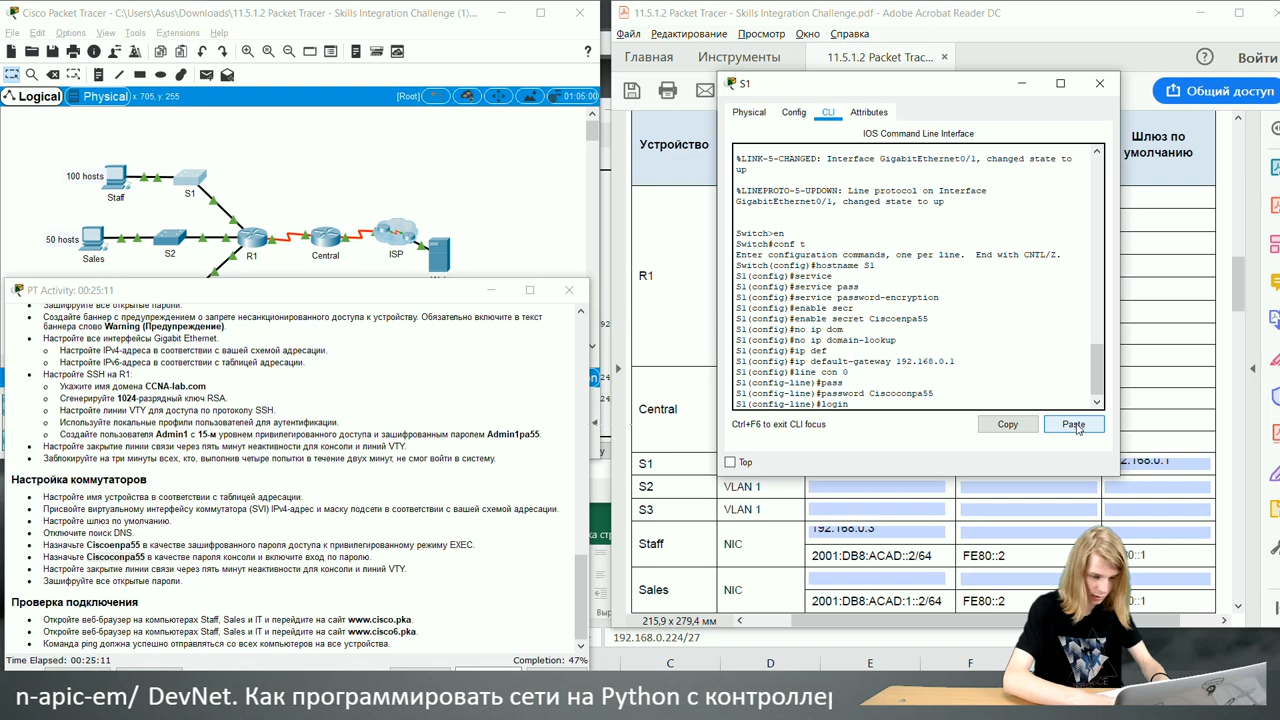 Cisco Packet Tracer - C:\Users\Asus\Downloads\11.5.1.2 Packet Tracer - Skills Integration Challenge (1)....
File Edit Options View Tools Extensions Help
Logical Physical x: 705, y: 255 [Root] 01:05:00
100 hosts
Staff
S1
50 hosts
Sales
S2
R1
Central
ISP
PT Activity: 00:25:11
Зашифруйте все открытые пароли.
Создайте баннер с предупреждением о запрете несанкционированного доступа к устройству. Обязательно включите в текст
баннера слово Warning (Предупреждение).
Настройте все интерфейсы Gigabit Ethernet.
Настройте IPv4-адреса в соответствии с вашей схемой адресации.
Настройте IPv6-адреса в соответствии с таблицей адресации.
Настройте SSH на R1:
Укажите имя домена CCNA-lab.com
Сгенерируйте 1024-разрядный ключ RSA.
Настройте линии VTY для доступа по протоколу SSH.
Используйте локальные профили пользователей для аутентификации.
Создайте пользователя Admin1 с 15-м уровнем привилегированного доступа и зашифрованным паролем Admin1pa55.
Настройте закрытие линии связи через пять минут неактивности для консоли и линий VTY.
Заблокируйте на три минуты всех, кто, выполнив четыре попытки в течение двух минут, не смог войти в систему.
Настройка коммутаторов
Настройте имя устройства в соответствии с таблицей адресации.
Присвойте виртуальному интерфейсу коммутатора (SVI) IPv4-адрес и маску подсети в соответствии с вашей схемой адресации.
Настройте шлюз по умолчанию.
Отключите поиск DNS.
Назначьте Ciscoenpa55 в качестве зашифрованного пароля доступа к привилегированному режиму EXEC.
Назначьте Ciscoconpa55 в качестве пароля консоли и включите вход по паролю.
Настройте закрытие линии связи через пять минут неактивности для консоли и линий VTY.
Зашифруйте все открытые пароли.
Проверка подключения
Откройте веб-браузер на компьютерах Staff, Sales и IT и перейдите на сайт www.cisco.pka.
Откройте веб-браузер на компьютерах Staff, Sales и IT и перейдите на сайт www.cisco6.pka.
Команда ping должна успешно отправляться со всех компьютеров на все устройства.
Time Elapsed: 00:25:11 Completion: 47%
11.5.1.2 Packet Tracer - Skills Integration Challenge.pdf - Adobe Acrobat Reader DC
Файл Редактирование Просмотр Окно Справка
Главная Инструменты 11.5.1.2 Packet Trac... Войти
Общий доступ
Устройство
Шлюз по
умолчанию
R1
Central
S1
2.168.0.1
S2 VLAN 1
S3 VLAN 1
Staff NIC
192.168.0.3
2001:DB8:ACAD::2/64 FE80::2 ::1
Sales NIC
2001:DB8:ACAD:1::2/64 FE80::2 ::1
215,9 x 279,4 мм
192.168.0.224/27
C D E F
S1
Physical Config CLI Attributes
IOS Command Line Interface
%LINK-5-CHANGED: Interface GigabitEthernet0/1, changed state to
up
%LINEPROTO-5-UPDOWN: Line protocol on Interface
GigabitEthernet0/1, changed state to up
Switch>en
Switch#conf t
Enter configuration commands, one per line. End with CNTL/Z.
Switch(config)#hostname S1
S1(config)#service
S1(config)#service pass
S1(config)#service password-encryption
S1(config)#enable secr
S1(config)#enable secret Ciscoenpa55
S1(config)#no ip dom
S1(config)#no ip domain-lookup
S1(config)#ip def
S1(config)#ip default-gateway 192.168.0.1
S1(config)#line con 0
S1(config-line)#pass
S1(config-line)#password Ciscoconpa55
S1(config-line)#login
Ctrl+F6 to exit CLI focus Copy Paste
Top
n-apic-em/ DevNet. Как программировать сети на Python с контроллер